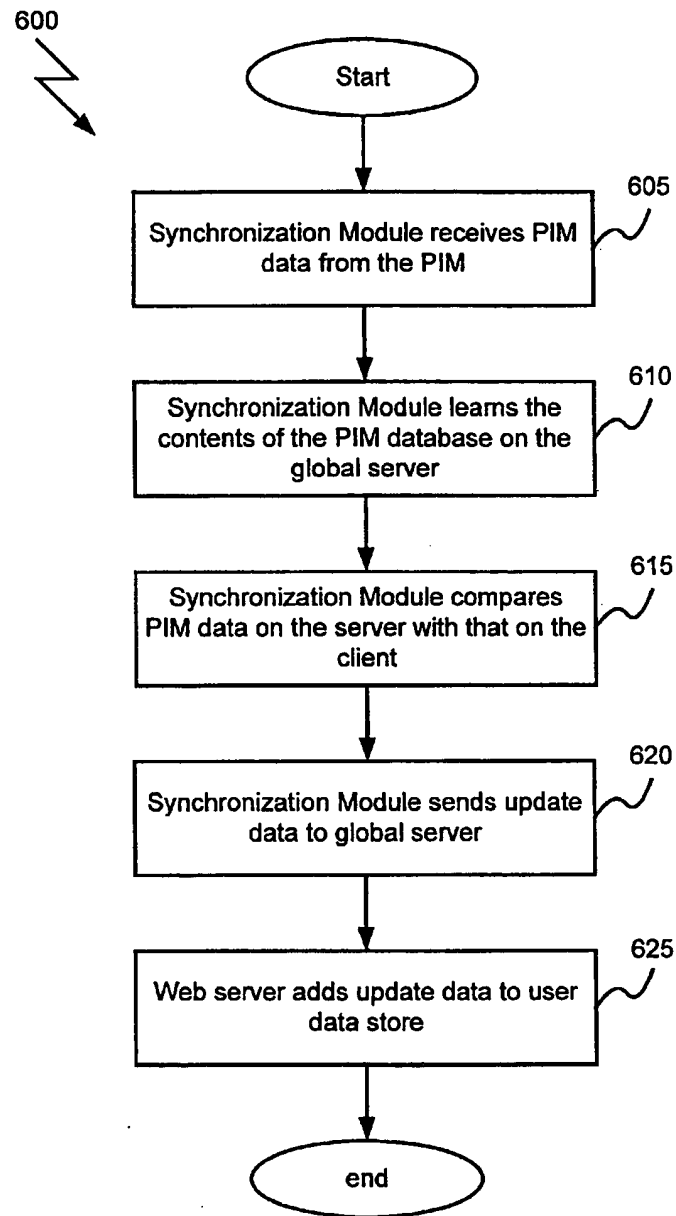 600
Start
605
Synchronization Module receives PIM
data from the PIM
610
Synchronization Module learns the
contents of the PIM database on the
global server
615
Synchronization Module compares
PIM data on the server with that on the
client
620
Synchronization Module sends update
data to global server
625
Web server adds update data to user
data store
end